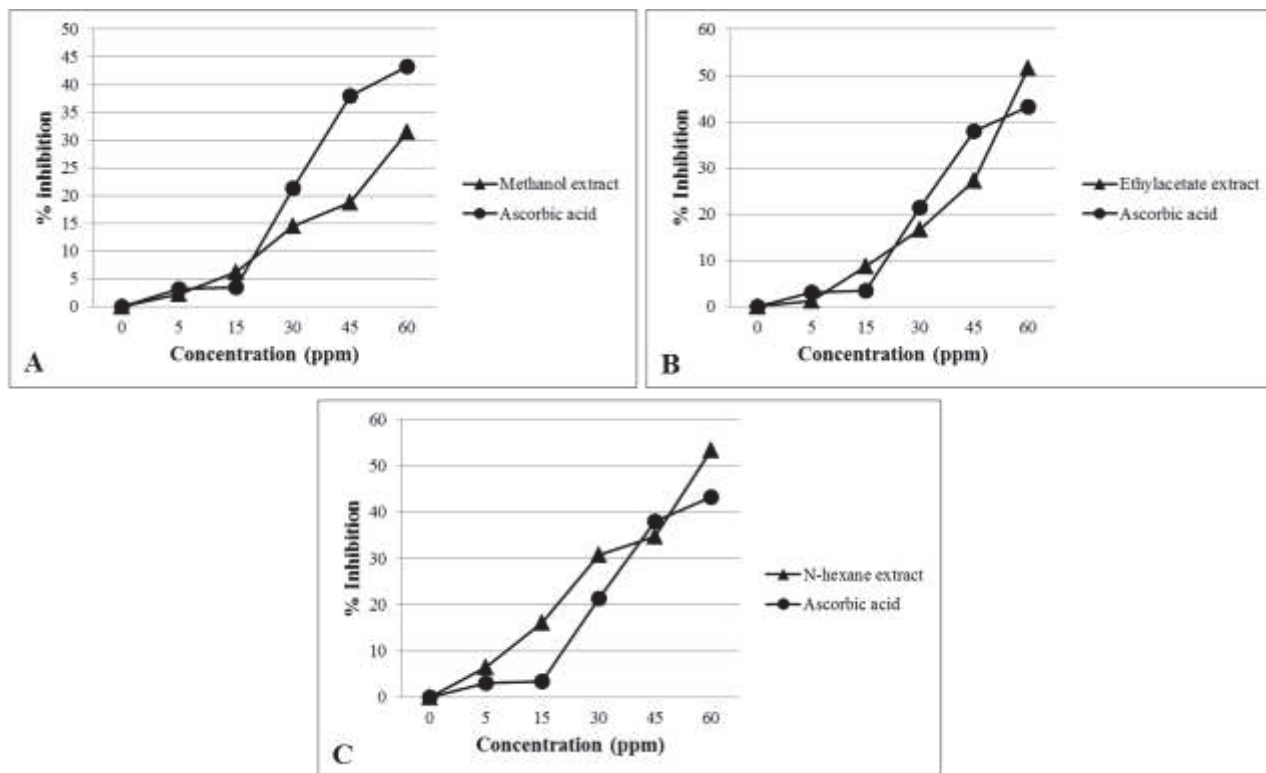 50
45
40
35
30
25
20
15
10
5
0
% inhibition
0 5 15 30 45 60
Concentration (ppm)
Methanol extract
Ascorbic acid
A
60
50
40
30
20
10
0
% Inhibition
0 5 15 30 45 60
Concentration (ppm)
Ethylacetate extract
Ascorbic acid
B
60
50
40
30
20
10
0
% Inhibition
0 5 15 30 45 60
Concentration (ppm)
N-hexane extract
Ascorbic acid
C